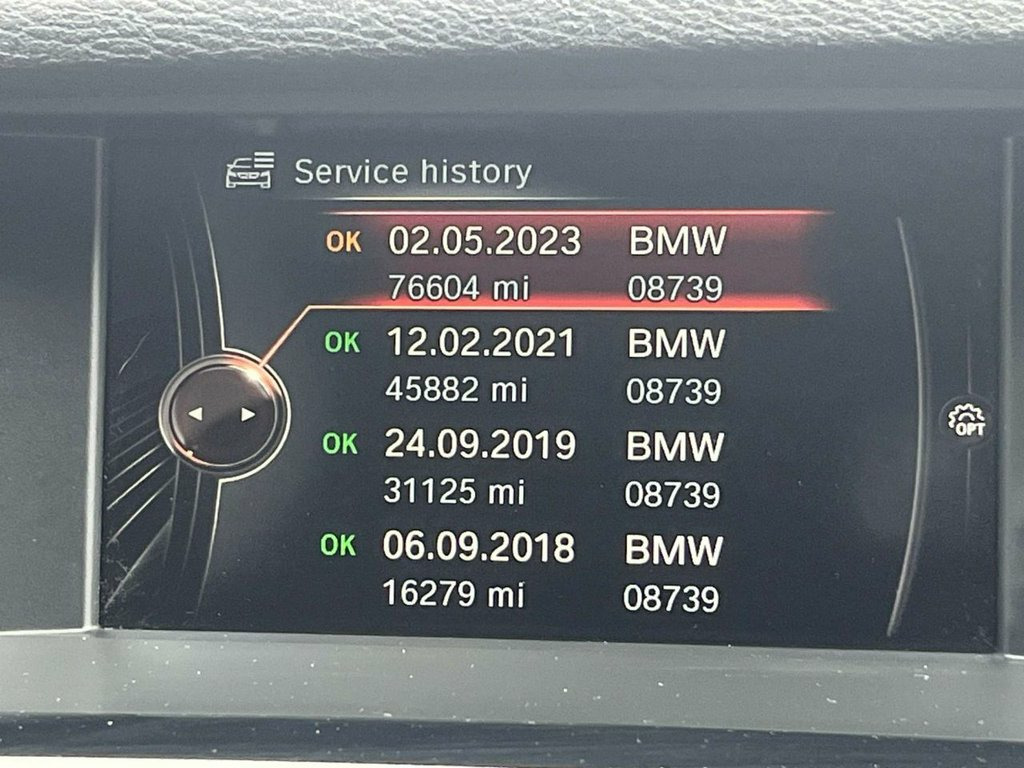 Service history
OK 02.05.2023 BMW
76604 mi 08739
OK 12.02.2021 BMW
45882 mi 08739
OK 24.09.2019 BMW
31125 mi 08739
OPT
OK 06.09.2018 BMW
16279 mi 08739